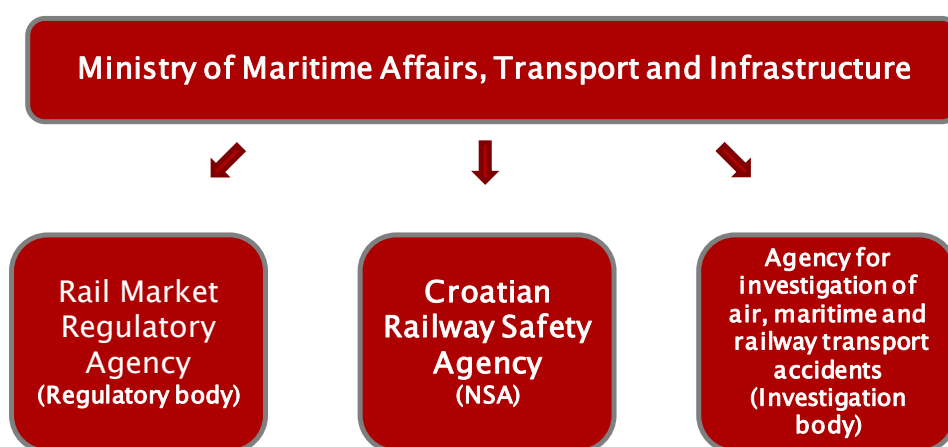 Ministry of Maritime Affairs, Transport and Infrastructure
Rail Market
Regulatory
Agency
(Regulatory body)
Croatian
Railway Safety
Agency
(NSA)
Agency for
investigation of
air, maritime and
railway transport
accidents
(Investigation
body)